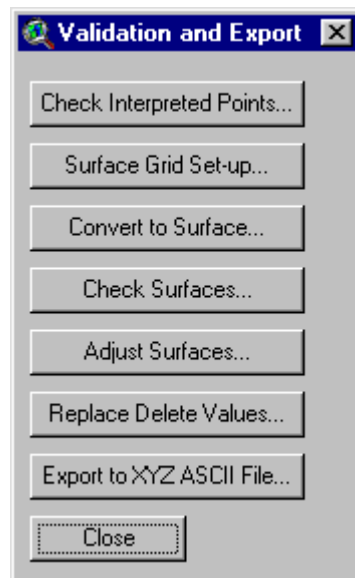 Validation and Export
Check Interpreted Points...
Surface Grid Set-up...
Convert to Surface...
Check Surfaces...
Adjust Surfaces...
Replace Delete Values...
Export to XYZ ASCII File...
Close